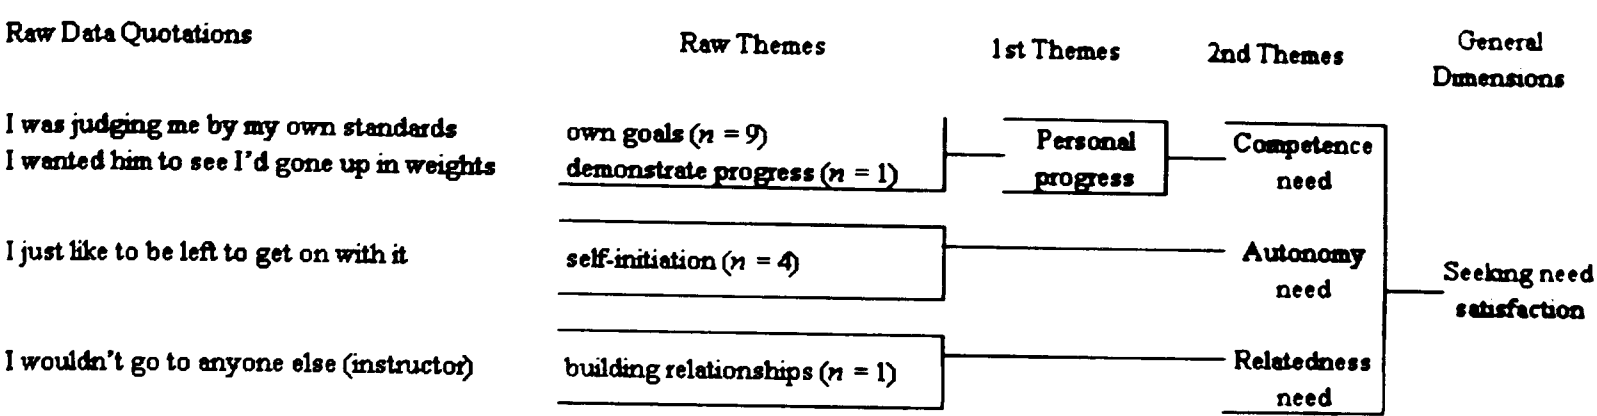 Raw Data Quotations
Raw Themes
1st Themes
2nd Themes
General
Dimensions
I was judging me by my own standards
I wanted him to see I'd gone up in weights
own goals (n = 9)
demonstrate progress (n = 1)
Personal
progress
Competence
need
I just like to be left to get on with it
self-initiation (n = 4)
Autonomy
need
Seeking need
satisfaction
I wouldn't go to anyone else (instructor)
building relationships (n = 1)
Relatedness
need